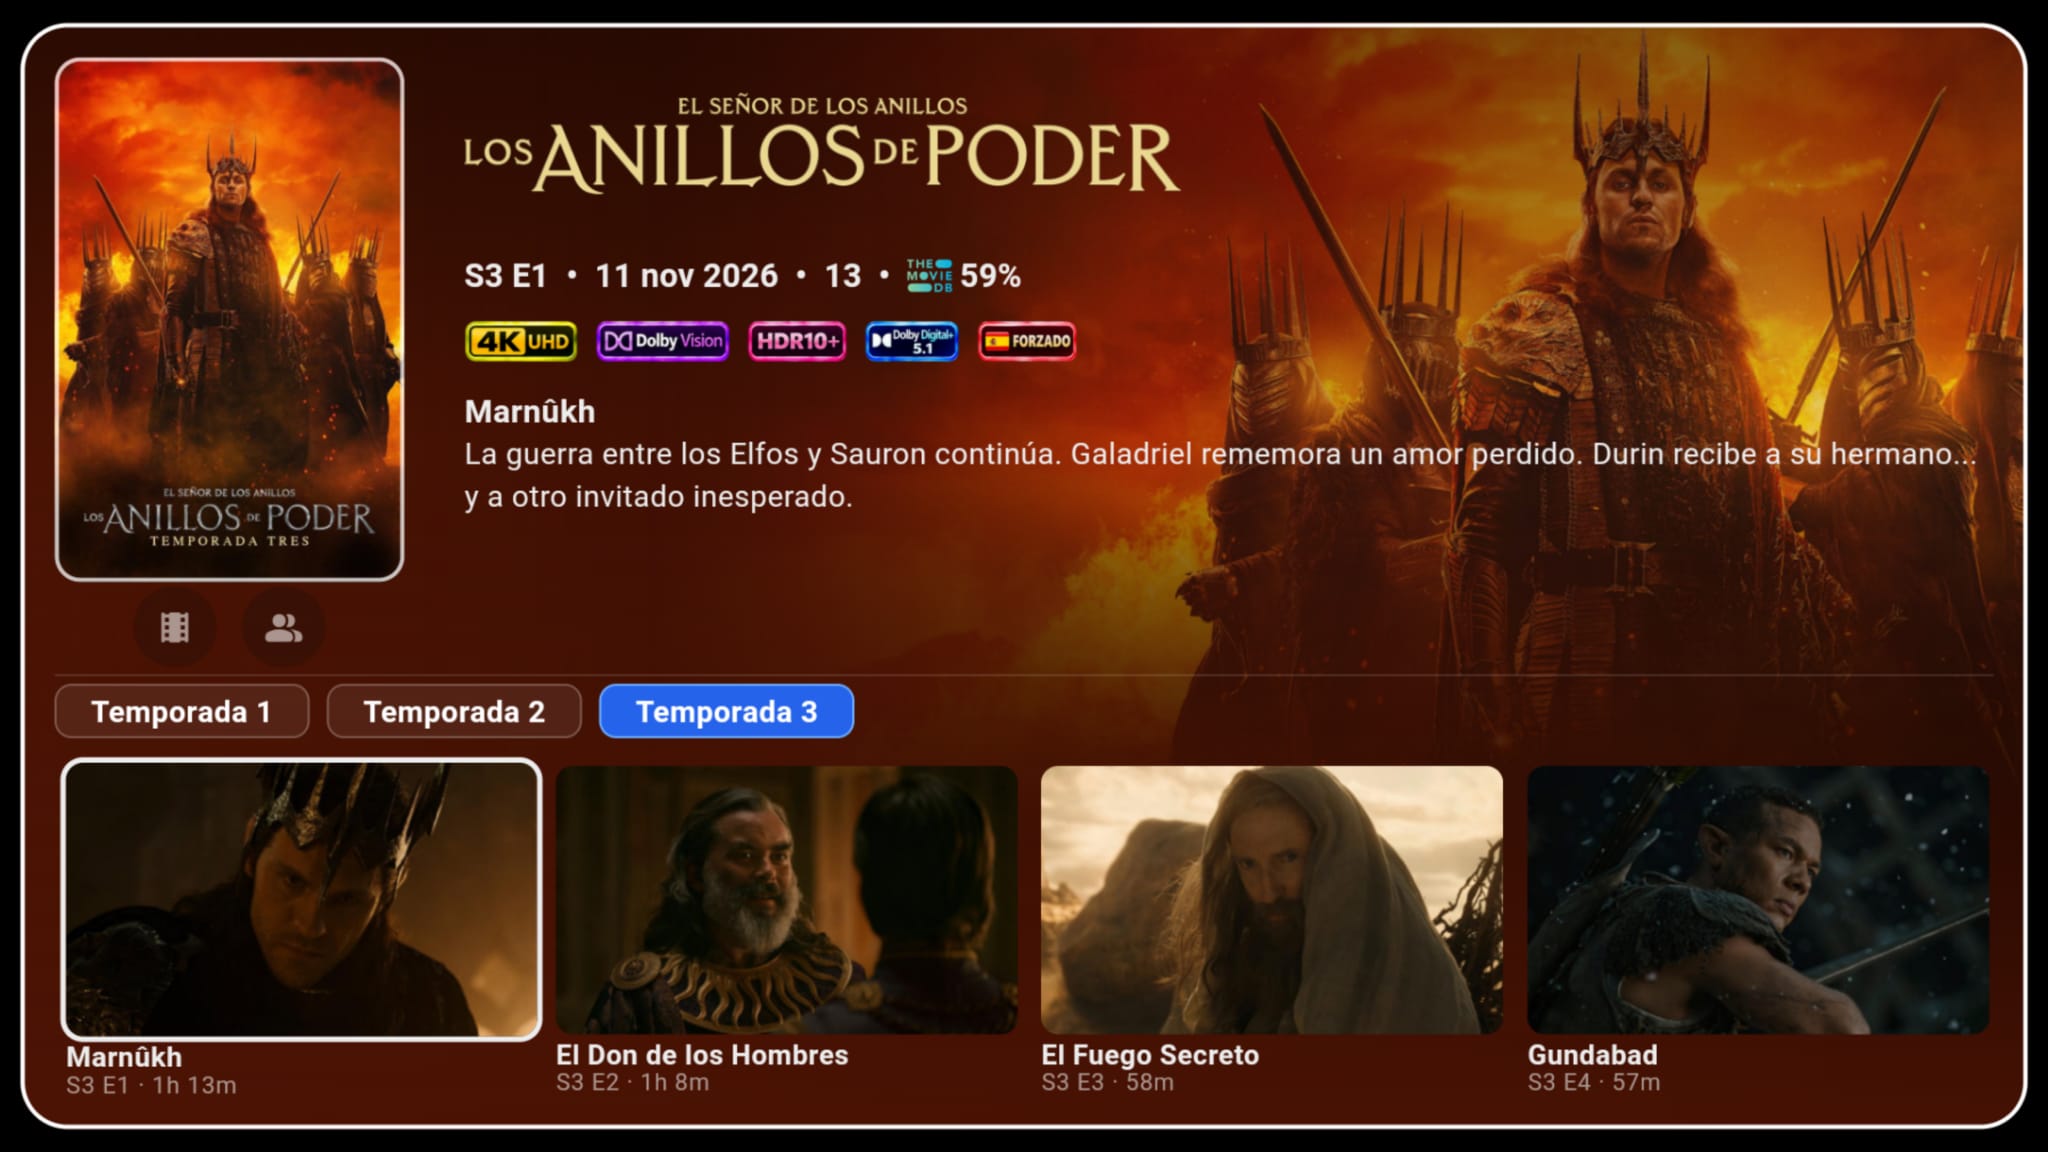 EL SEÑOR DE LOS ANILLOS
LOS ANILLOS DE PODER
TEMPORADA TRES
EL SEÑOR DE LOS ANILLOS
LOS ANILLOS DE PODER
S3 E1 • 11 nov 2026 • 13 • THE MOVIE DB 59%
4K UHD Dolby Vision HDR10+ Dolby Digital+ 5.1 FORZADO
Marnûkh
La guerra entre los Elfos y Sauron continúa. Galadriel rememora un amor perdido. Durin recibe a su hermano...
y a otro invitado inesperado.
Temporada 1 Temporada 2 Temporada 3
Marnûkh
S3 E1 · 1h 13m
El Don de los Hombres
S3 E2 · 1h 8m
El Fuego Secreto
S3 E3 · 58m
Gundabad
S3 E4 · 57m